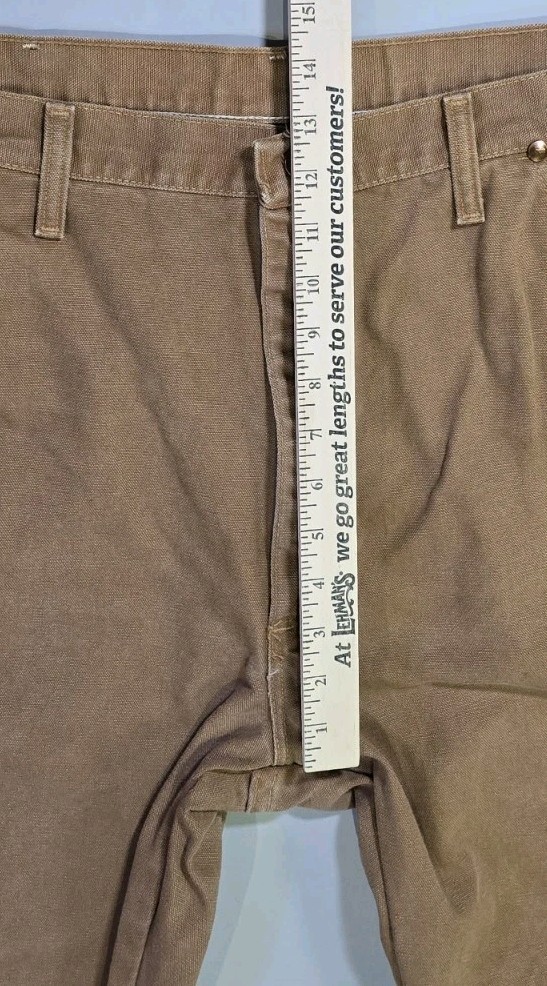 At LEHMAN'S. we go great lengths to serve our customers!
1 2 3 4 5 6 7 8 9 10 11 12 13 14 15